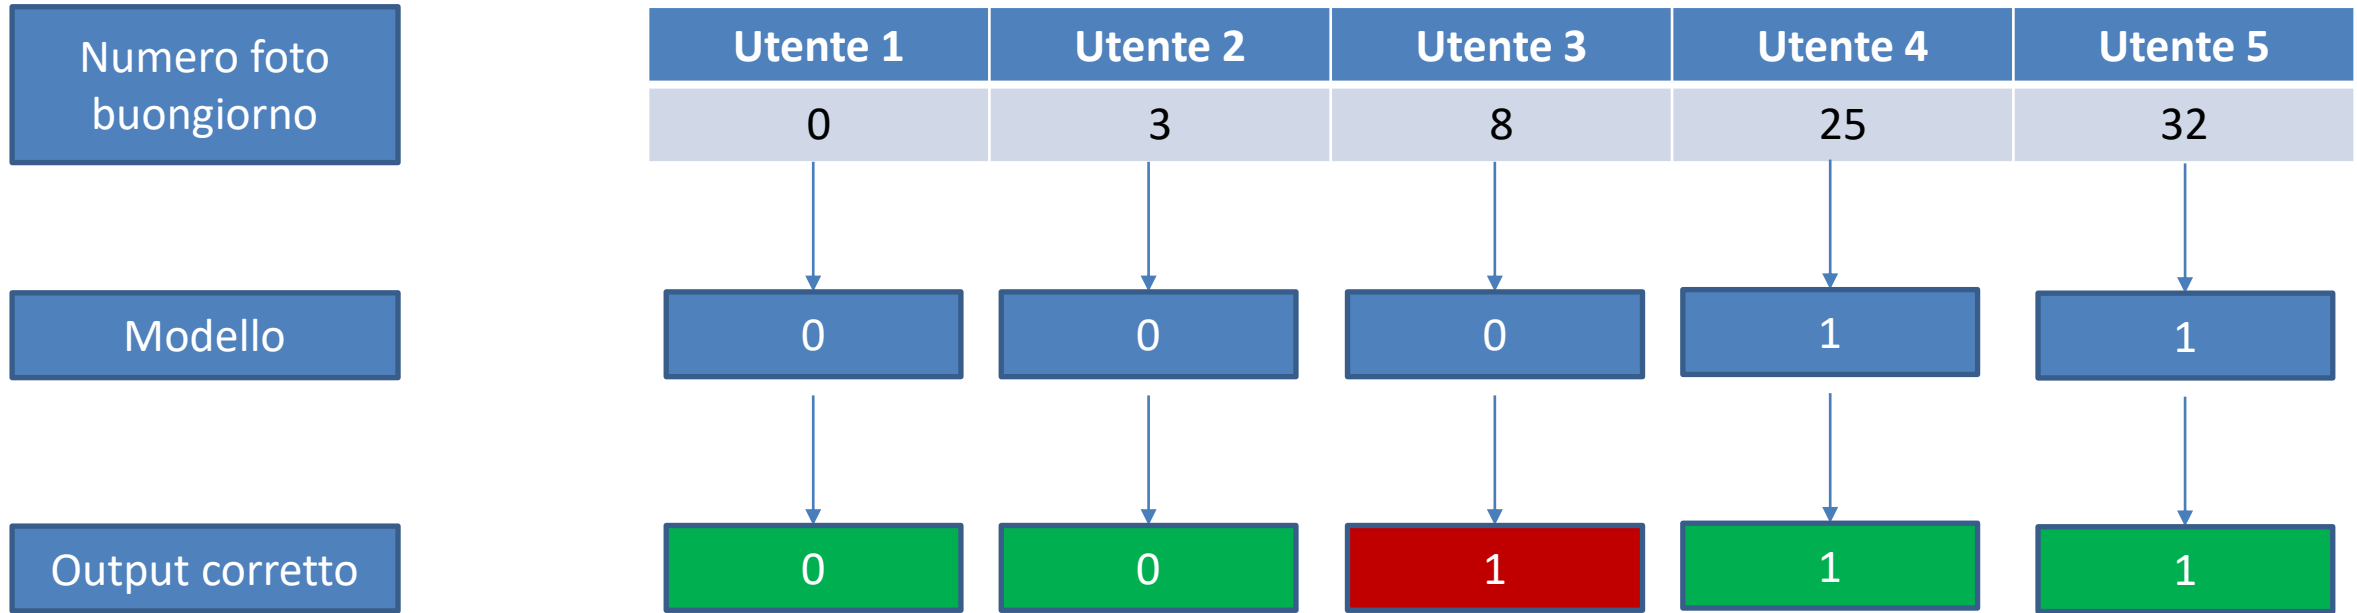 Numero foto
buongiorno
Utente 1 Utente 2 Utente 3 Utente 4 Utente 5
0 3 8 25 32
Modello
0 0 0 1 1
Output corretto
0 0 1 1 1